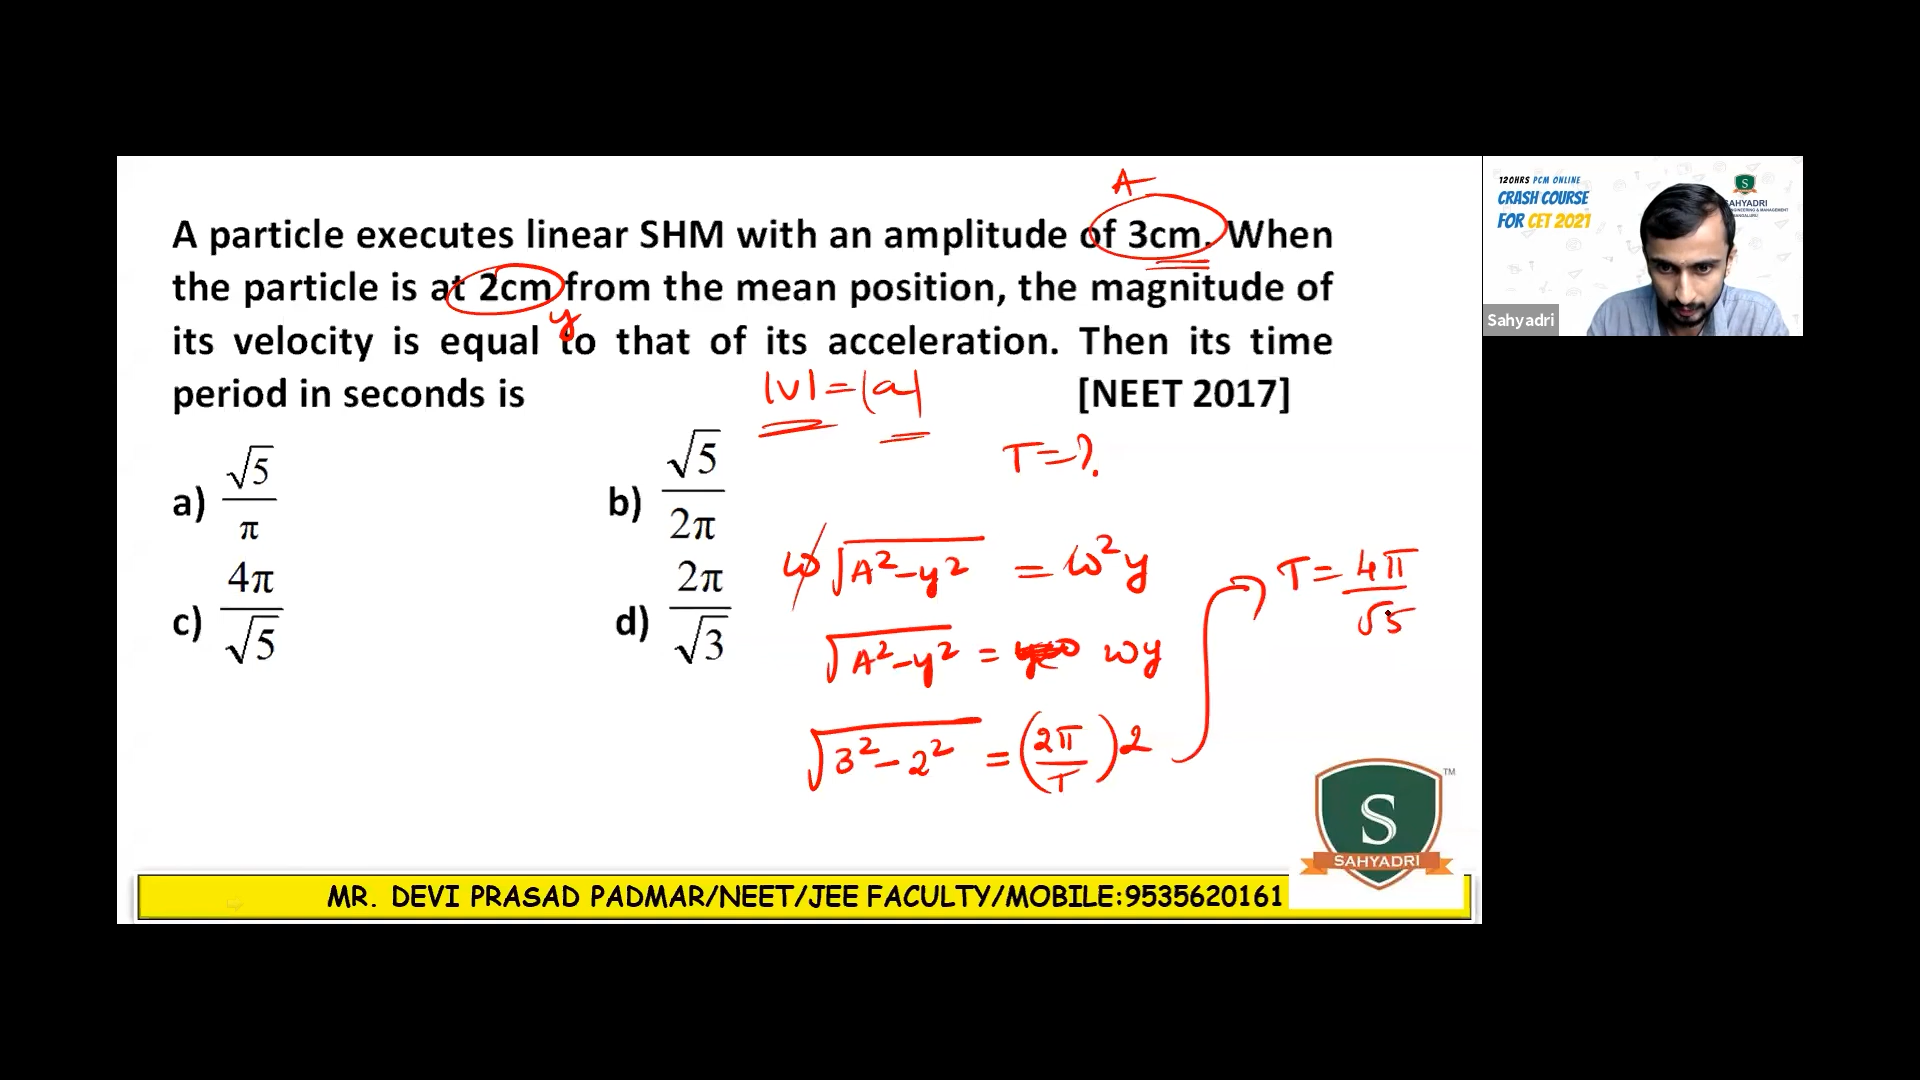 A
A particle executes linear SHM with an amplitude of 3cm. When
the particle is at 2cm from the mean position, the magnitude of
y
its velocity is equal to that of its acceleration. Then its time
period in seconds is [NEET 2017]
|v| = |a|
T = ?
a) √5/π
b) √5/2π
c) 4π/√5
d) 2π/√3
ω√A²-y² = ω²y
√A²-y² = ωy
√3²-2² = (2π/T)2
T = 4π/√5
S
SAHYADRI
TM
MR. DEVI PRASAD PADMAR/NEET/JEE FACULTY/MOBILE:9535620161
120HRS PCM ONLINE
CRASH COURSE
FOR CET 2021
S
Sahyadri